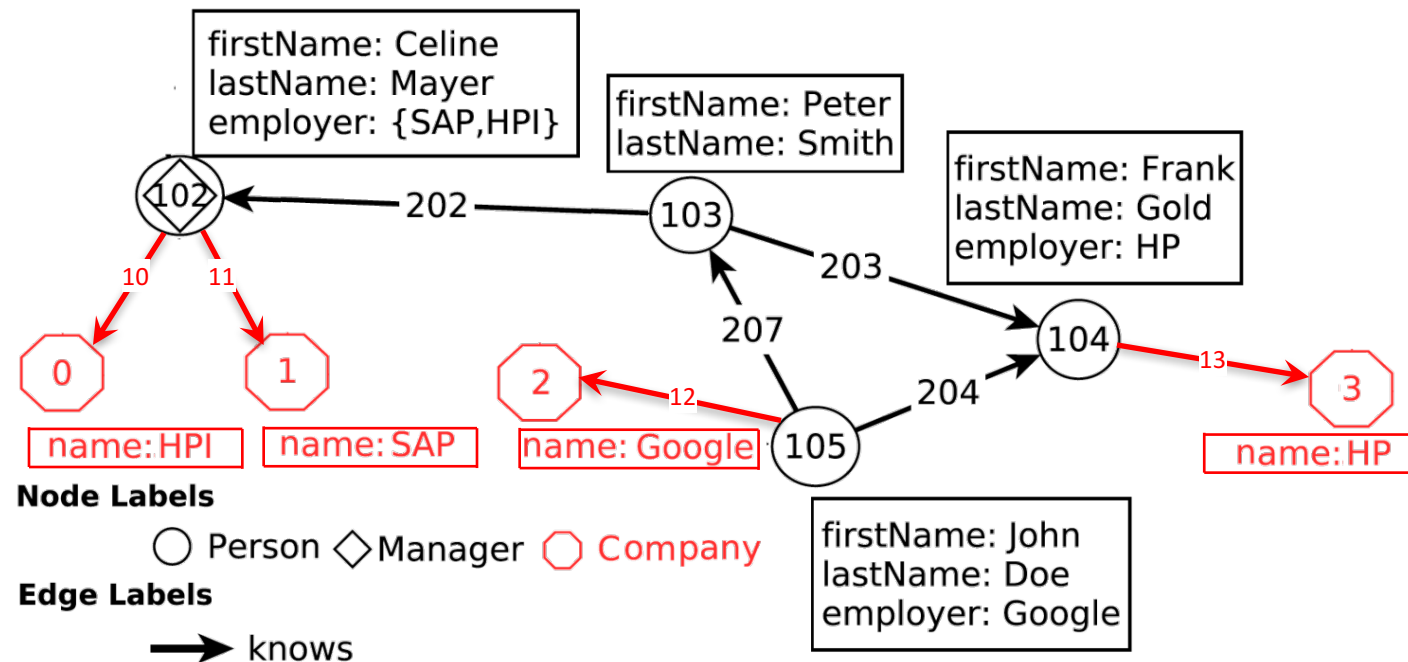 firstName: Celine
lastName: Mayer
employer: {SAP,HPI}
firstName: Peter
lastName: Smith
firstName: Frank
lastName: Gold
employer: HP
102
202
103
203
10
11
207
104
13
0
1
2
12
204
3
105
name:HPI
name:SAP
name:Google
name:HP
Node Labels
Person
Manager
Company
firstName: John
lastName: Doe
employer: Google
Edge Labels
knows